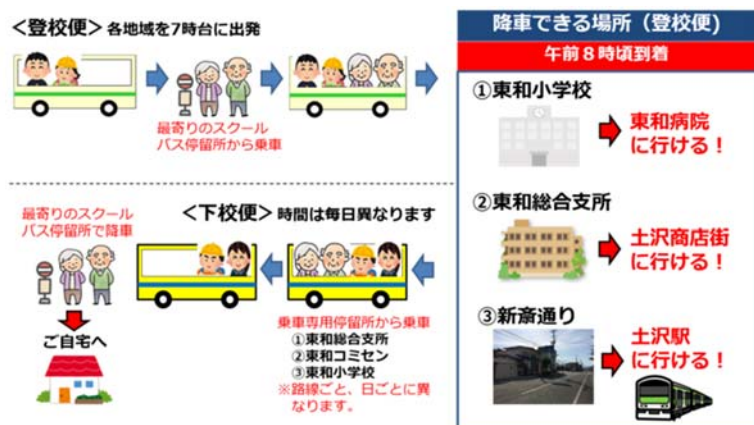 ＜登校便＞ 各地域を7時台に出発
最寄りのスクール
バス停留所から乗車
最寄りのスクール
バス停留所で降車
ご自宅へ
＜下校便＞ 時間は毎日異なります
乗車専用停留所から乗車
①東和総合支所
②東和コミセン
③東和小学校
※路線ごと、日ごとに異
なります。
降車できる場所（登校便)
午前８時頃到着
①東和小学校
東和病院
に行ける！
②東和総合支所
土沢商店街
に行ける！
③新斎通り
土沢駅
に行ける！